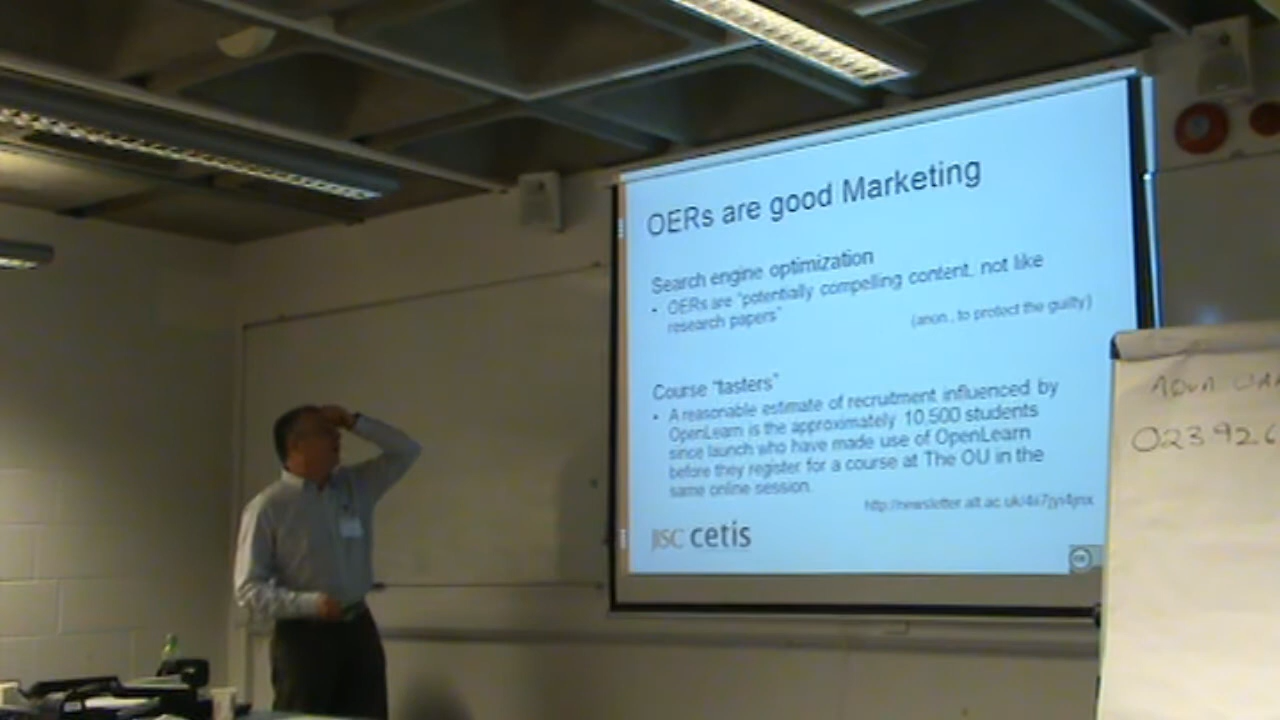 OERs are good Marketing
Search engine optimization
• OERs are "potentially compelling content, not like
research papers"
(anon., to protect the guilty)
Course "tasters"
• A reasonable estimate of recruitment influenced by
OpenLearn is the approximately 10,500 students
since launch who have made use of OpenLearn
before they register for a course at The OU in the
same online session.
JISC cetis
023926